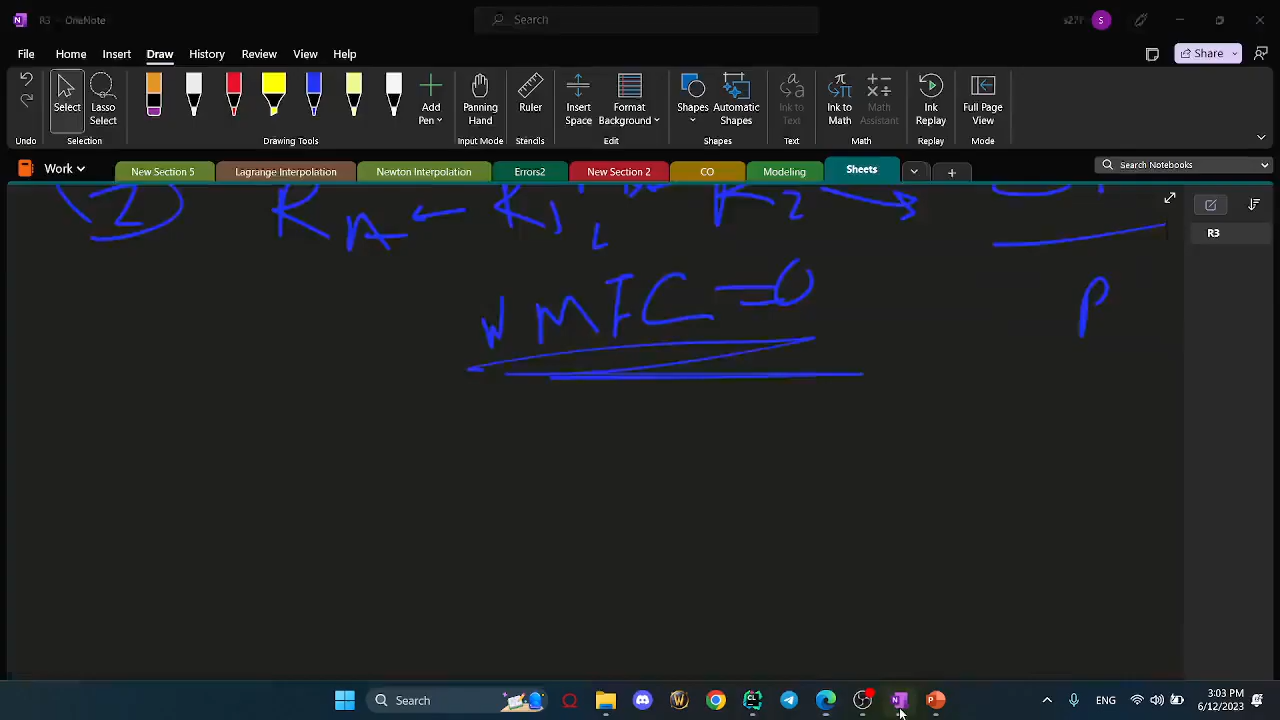 R3 - OneNote
Search
s27f
S
File Home Insert Draw History Review View Help
Share
Undo
Select
Lasso Select
Add Pen
Panning Hand
Ruler
Insert Space
Format Background
Shapes
Automatic Shapes
Ink to Text
Ink to Math
Math Assistant
Ink Replay
Full Page View
Selection
Drawing Tools
Input Mode
Stencils
Edit
Shapes
Math
Replay
Mode
Work
New Section 5
Lagrange Interpolation
Newton Interpolation
Errors2
New Section 2
CO
Modeling
Sheets
Search Notebooks
R3
2 R R1 R2
WMFC=0
P
Search
ENG
3:03 PM
6/12/2023